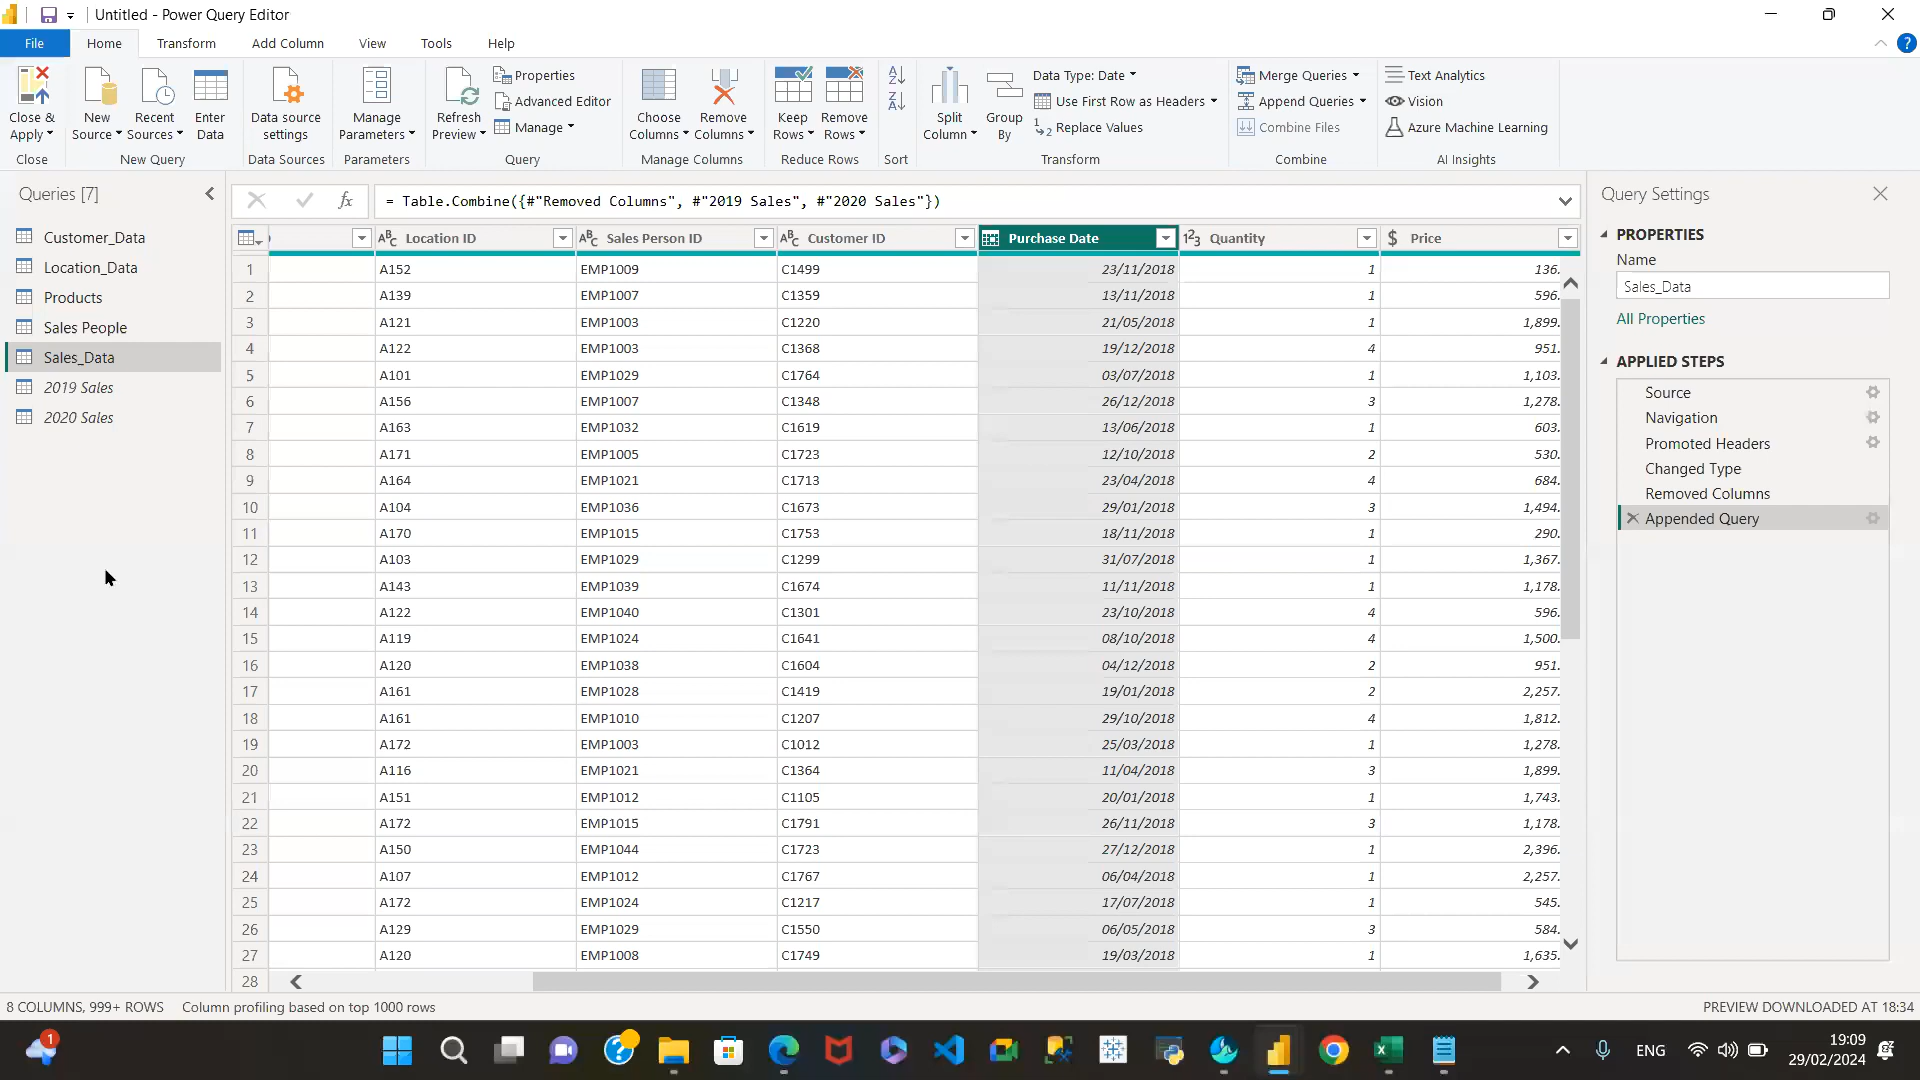 Untitled - Power Query Editor
File Home Transform Add Column View Tools Help
Close & Apply
New Source
Recent Sources
Enter Data
Data source settings
Manage Parameters
Refresh Preview
Properties
Advanced Editor
Manage
Choose Columns
Remove Columns
Keep Rows
Remove Rows
Split Column
Group By
Data Type: Date
Use First Row as Headers
Replace Values
Merge Queries
Append Queries
Combine Files
Text Analytics
Vision
Azure Machine Learning
Close New Query Data Sources Parameters Query Manage Columns Reduce Rows Sort Transform Combine AI Insights
Queries [7]
Customer_Data
Location_Data
Products
Sales People
Sales_Data
2019 Sales
2020 Sales
= Table.Combine({#"Removed Columns", #"2019 Sales", #"2020 Sales"})
Location ID Sales Person ID Customer ID Purchase Date Quantity Price
1 A152 EMP1009 C1499 23/11/2018 1 136.
2 A139 EMP1007 C1359 13/11/2018 1 596.
3 A121 EMP1003 C1220 21/05/2018 1 1,899.
4 A122 EMP1003 C1368 19/12/2018 4 951.
5 A101 EMP1029 C1764 03/07/2018 1 1,103.
6 A156 EMP1007 C1348 26/12/2018 3 1,278.
7 A163 EMP1032 C1619 13/06/2018 1 603.
8 A171 EMP1005 C1723 12/10/2018 2 530.
9 A164 EMP1021 C1713 23/04/2018 4 684.
10 A104 EMP1036 C1673 29/01/2018 3 1,494.
11 A170 EMP1015 C1753 18/11/2018 1 290.
12 A103 EMP1029 C1299 31/07/2018 1 1,367.
13 A143 EMP1039 C1674 11/11/2018 1 1,178.
14 A122 EMP1040 C1301 23/10/2018 4 596.
15 A119 EMP1024 C1641 08/10/2018 4 1,500.
16 A120 EMP1038 C1604 04/12/2018 2 951.
17 A161 EMP1028 C1419 19/01/2018 2 2,257.
18 A161 EMP1010 C1207 29/10/2018 4 1,812.
19 A172 EMP1003 C1012 25/03/2018 1 1,278.
20 A116 EMP1021 C1364 11/04/2018 3 1,899.
21 A151 EMP1012 C1105 20/01/2018 1 1,743.
22 A172 EMP1015 C1791 26/11/2018 3 1,178.
23 A150 EMP1044 C1723 27/12/2018 1 2,396.
24 A107 EMP1012 C1767 06/04/2018 1 2,257.
25 A172 EMP1024 C1217 17/07/2018 1 545.
26 A129 EMP1029 C1550 06/05/2018 3 584.
27 A120 EMP1008 C1749 19/03/2018 1 1,635.
28
Query Settings
PROPERTIES
Name
Sales_Data
All Properties
APPLIED STEPS
Source
Navigation
Promoted Headers
Changed Type
Removed Columns
Appended Query
8 COLUMNS, 999+ ROWS Column profiling based on top 1000 rows
PREVIEW DOWNLOADED AT 18:34
1
ENG
19:09
29/02/2024